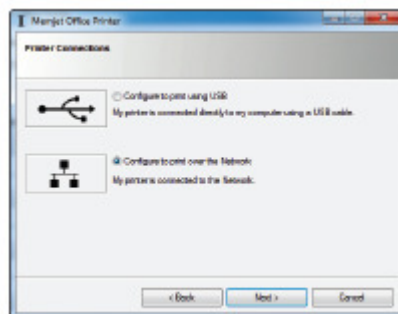 Memjet Office Printer
Printer Connections
Configure to print using USB
My printer is connected directly to my computer using a USB cable.
Configure to print over the Network
My printer is connected to the Network.
< Back
Next >
Cancel